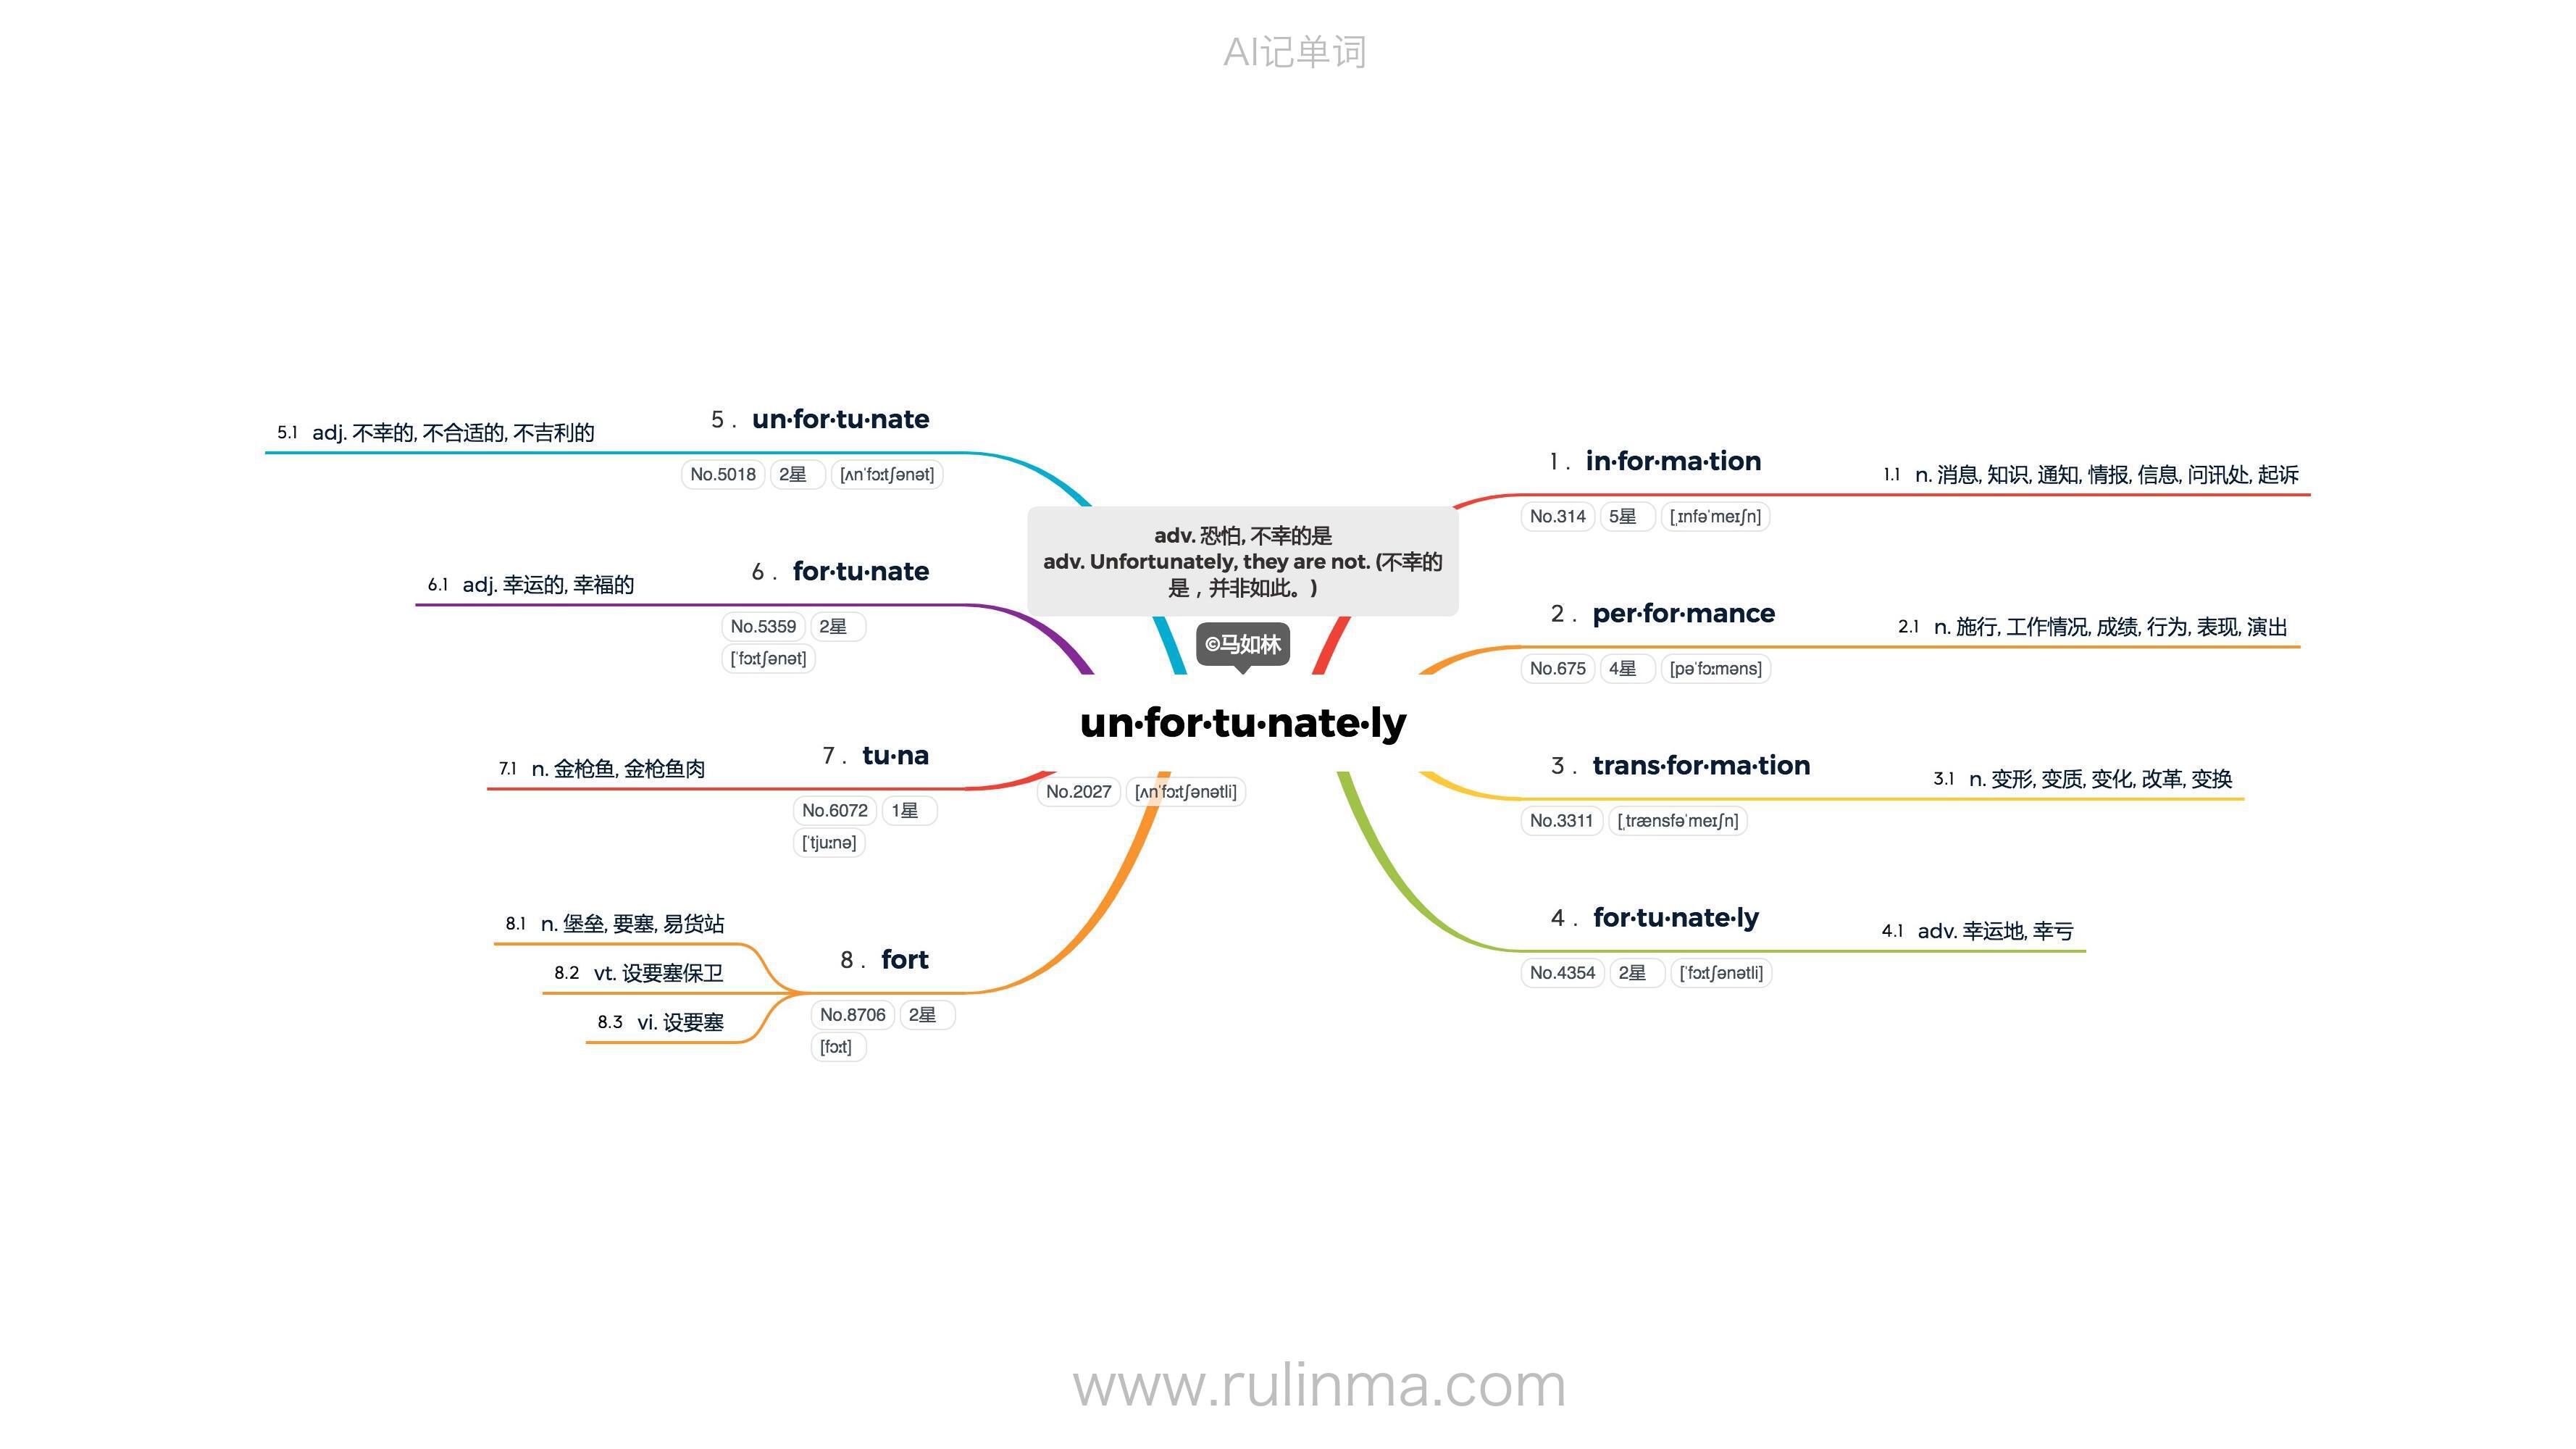 AI记单词
adv. 恐怕, 不幸的是
adv. Unfortunately, they are not. (不幸的
是，并非如此。)
©马如林
un·for·tu·nate·ly
No.2027 [ʌnˈfɔːtʃənətli]
1 . in·for·ma·tion
No.314 5星 [ˌɪnfəˈmeɪʃn]
1.1 n. 消息, 知识, 通知, 情报, 信息, 问讯处, 起诉
2 . per·for·mance
No.675 4星 [pəˈfɔːməns]
2.1 n. 施行, 工作情况, 成绩, 行为, 表现, 演出
3 . trans·for·ma·tion
No.3311 [ˌtrænsfəˈmeɪʃn]
3.1 n. 变形, 变质, 变化, 改革, 变换
4 . for·tu·nate·ly
No.4354 2星 [ˈfɔːtʃənətli]
4.1 adv. 幸运地, 幸亏
5 . un·for·tu·nate
No.5018 2星 [ʌnˈfɔːtʃənət]
5.1 adj. 不幸的, 不合适的, 不吉利的
6 . for·tu·nate
No.5359 2星
[ˈfɔːtʃənət]
6.1 adj. 幸运的, 幸福的
7 . tu·na
No.6072 1星
[ˈtjuːnə]
7.1 n. 金枪鱼, 金枪鱼肉
8 . fort
No.8706 2星
[fɔːt]
8.1 n. 堡垒, 要塞, 易货站
8.2 vt. 设要塞保卫
8.3 vi. 设要塞
www.rulinma.com